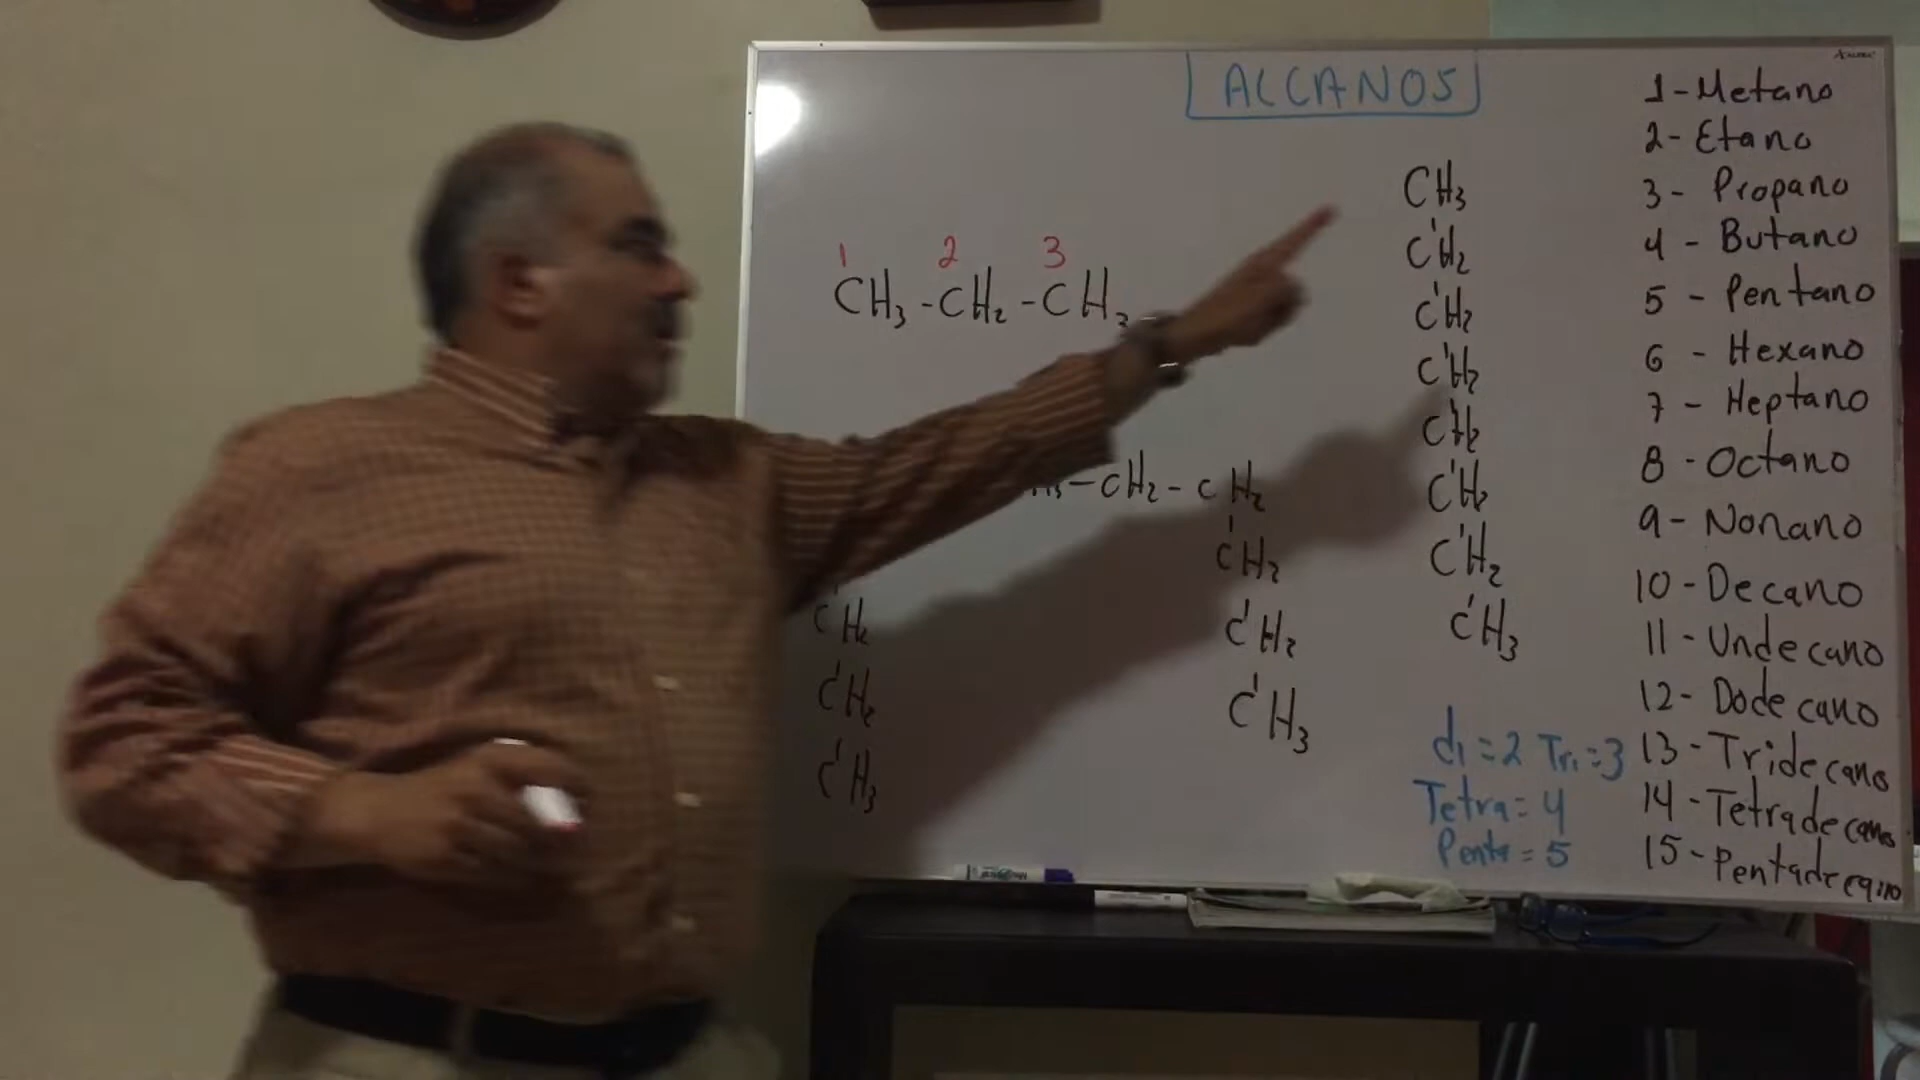 ALCANOS
1 2 3
CH3 - CH2 - CH3
CH2 - CH2
CH2
CH2
CH3
CH2
CH2
CH3
CH3
CH2
CH2
CH2
CH2
CH2
CH2
CH3
di = 2 Tri = 3
Tetra = 4
Penta = 5
1 - Metano
2 - Etano
3 - Propano
4 - Butano
5 - Pentano
6 - Hexano
7 - Heptano
8 - Octano
9 - Nonano
10 - Decano
11 - Undecano
12 - Dodecano
13 - Tridecano
14 - Tetradecano
15 - Pentadecano